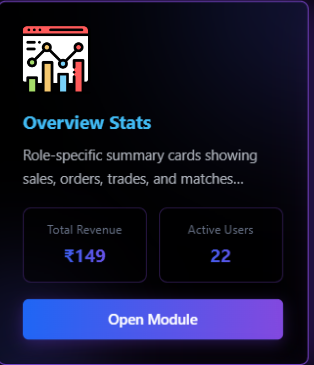 Overview Stats
Role-specific summary cards showing
sales, orders, trades, and matches...
Total Revenue
₹149
Active Users
22
Open Module